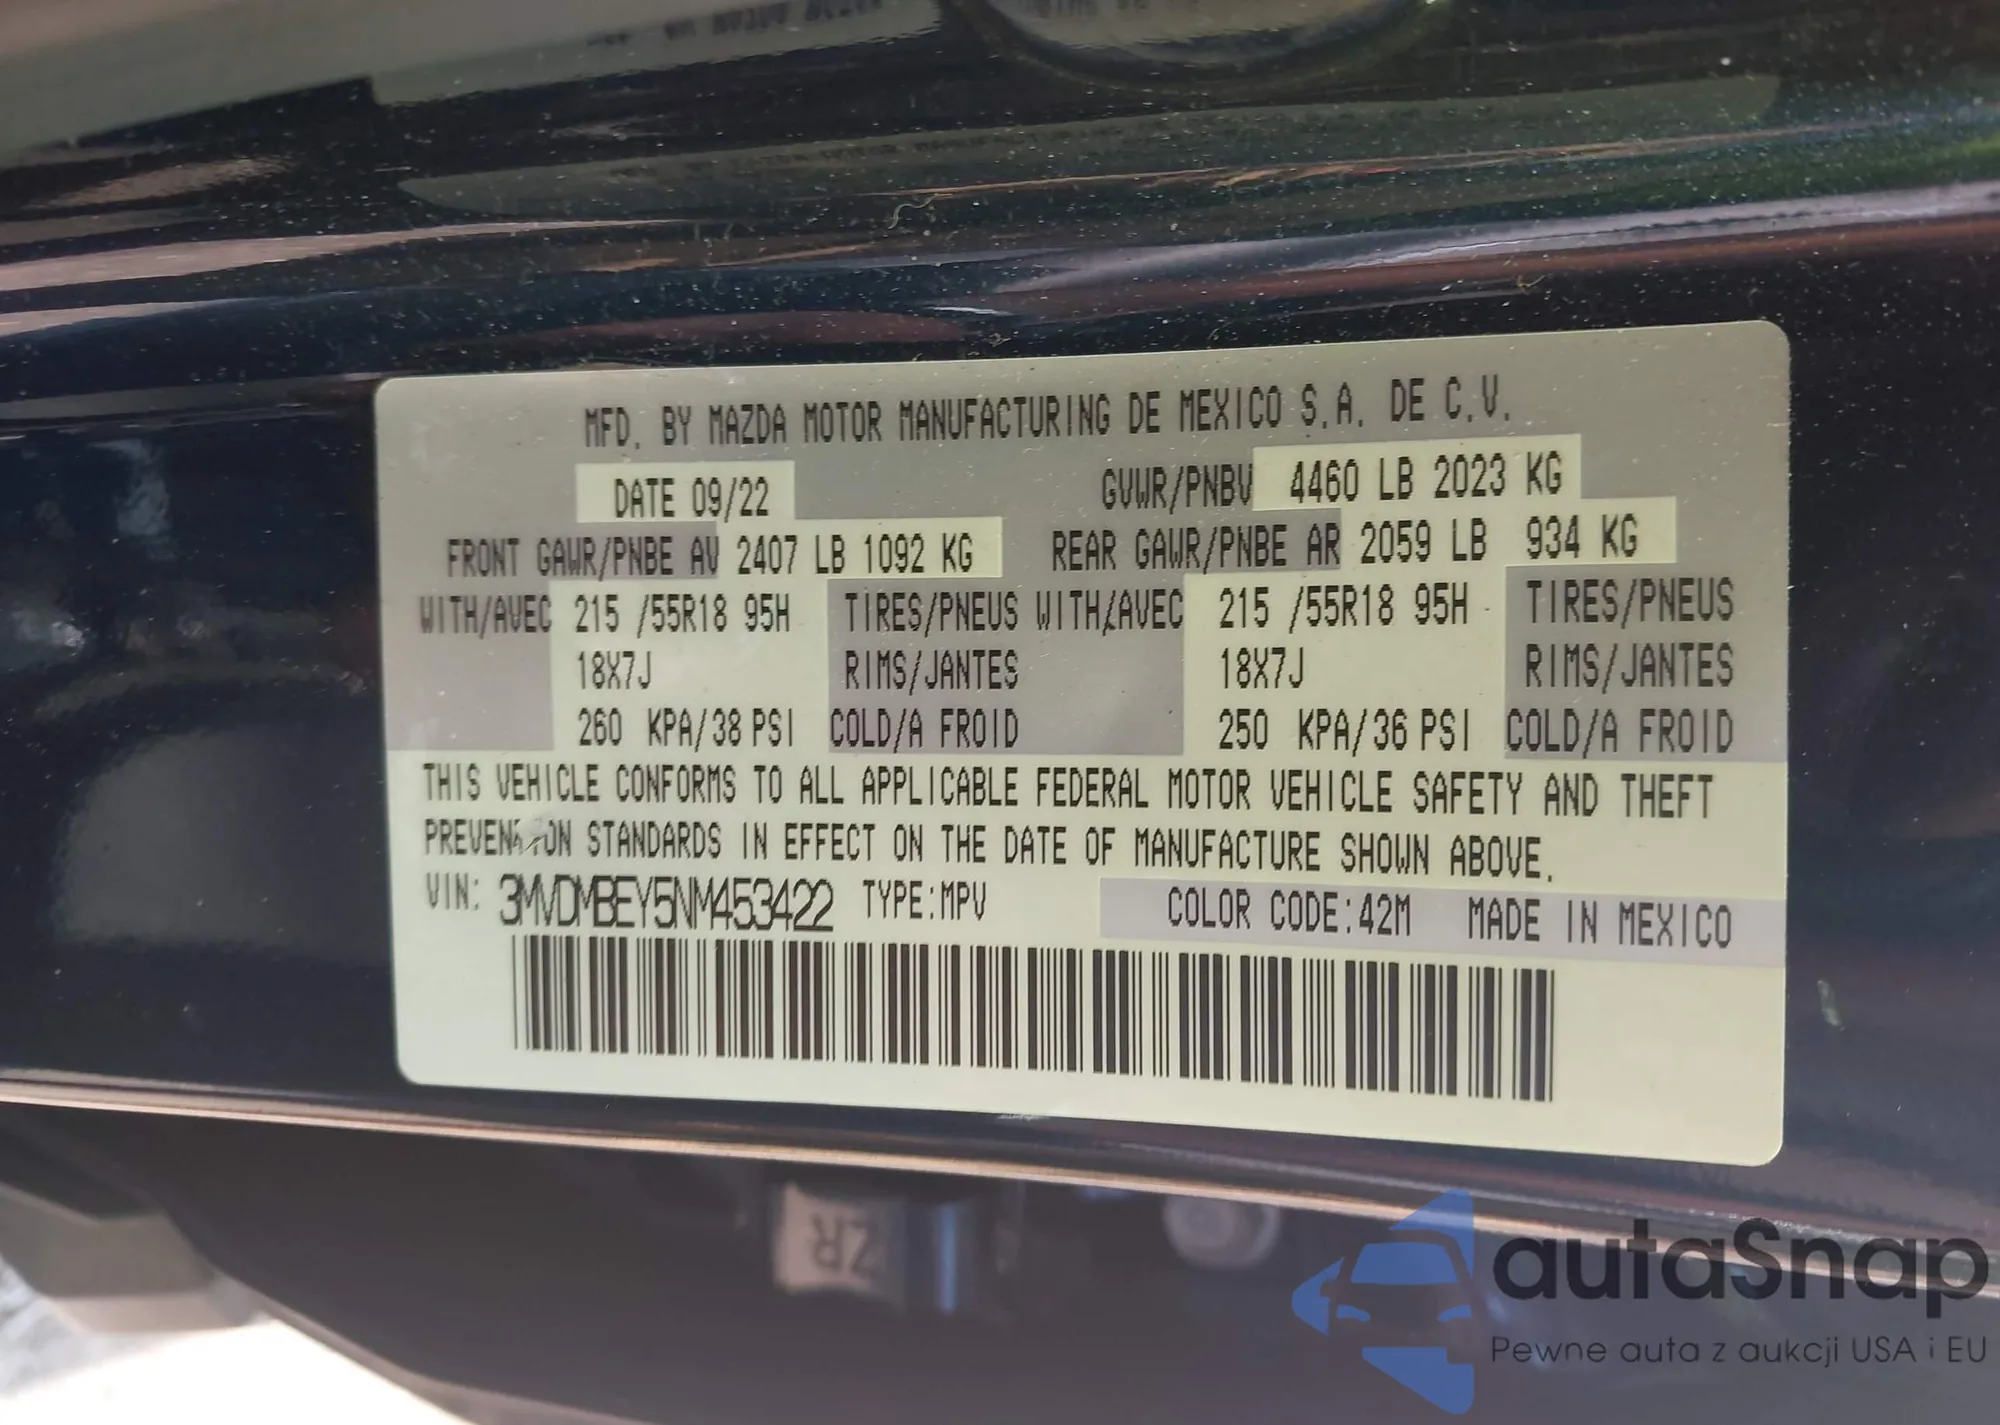 MFD. BY MAZDA MOTOR MANUFACTURING DE MEXICO S.A. DE C.V.
DATE 09/22 GVWR/PNBV 4460 LB 2023 KG
FRONT GAWR/PNBE AV 2407 LB 1092 KG REAR GAWR/PNBE AR 2059 LB 934 KG
WITH/AVEC 215 /55R18 95H TIRES/PNEUS WITH/AVEC 215 /55R18 95H TIRES/PNEUS
18X7J RIMS/JANTES 18X7J RIMS/JANTES
260 KPA/38 PSI COLD/A FROID 250 KPA/36 PSI COLD/A FROID
THIS VEHICLE CONFORMS TO ALL APPLICABLE FEDERAL MOTOR VEHICLE SAFETY AND THEFT
PREVENTION STANDARDS IN EFFECT ON THE DATE OF MANUFACTURE SHOWN ABOVE.
VIN: 3MVDMBEY5NM453422 TYPE:MPV COLOR CODE:42M MADE IN MEXICO
ZR
autaSnap
Pewne auta z aukcji USA i EU